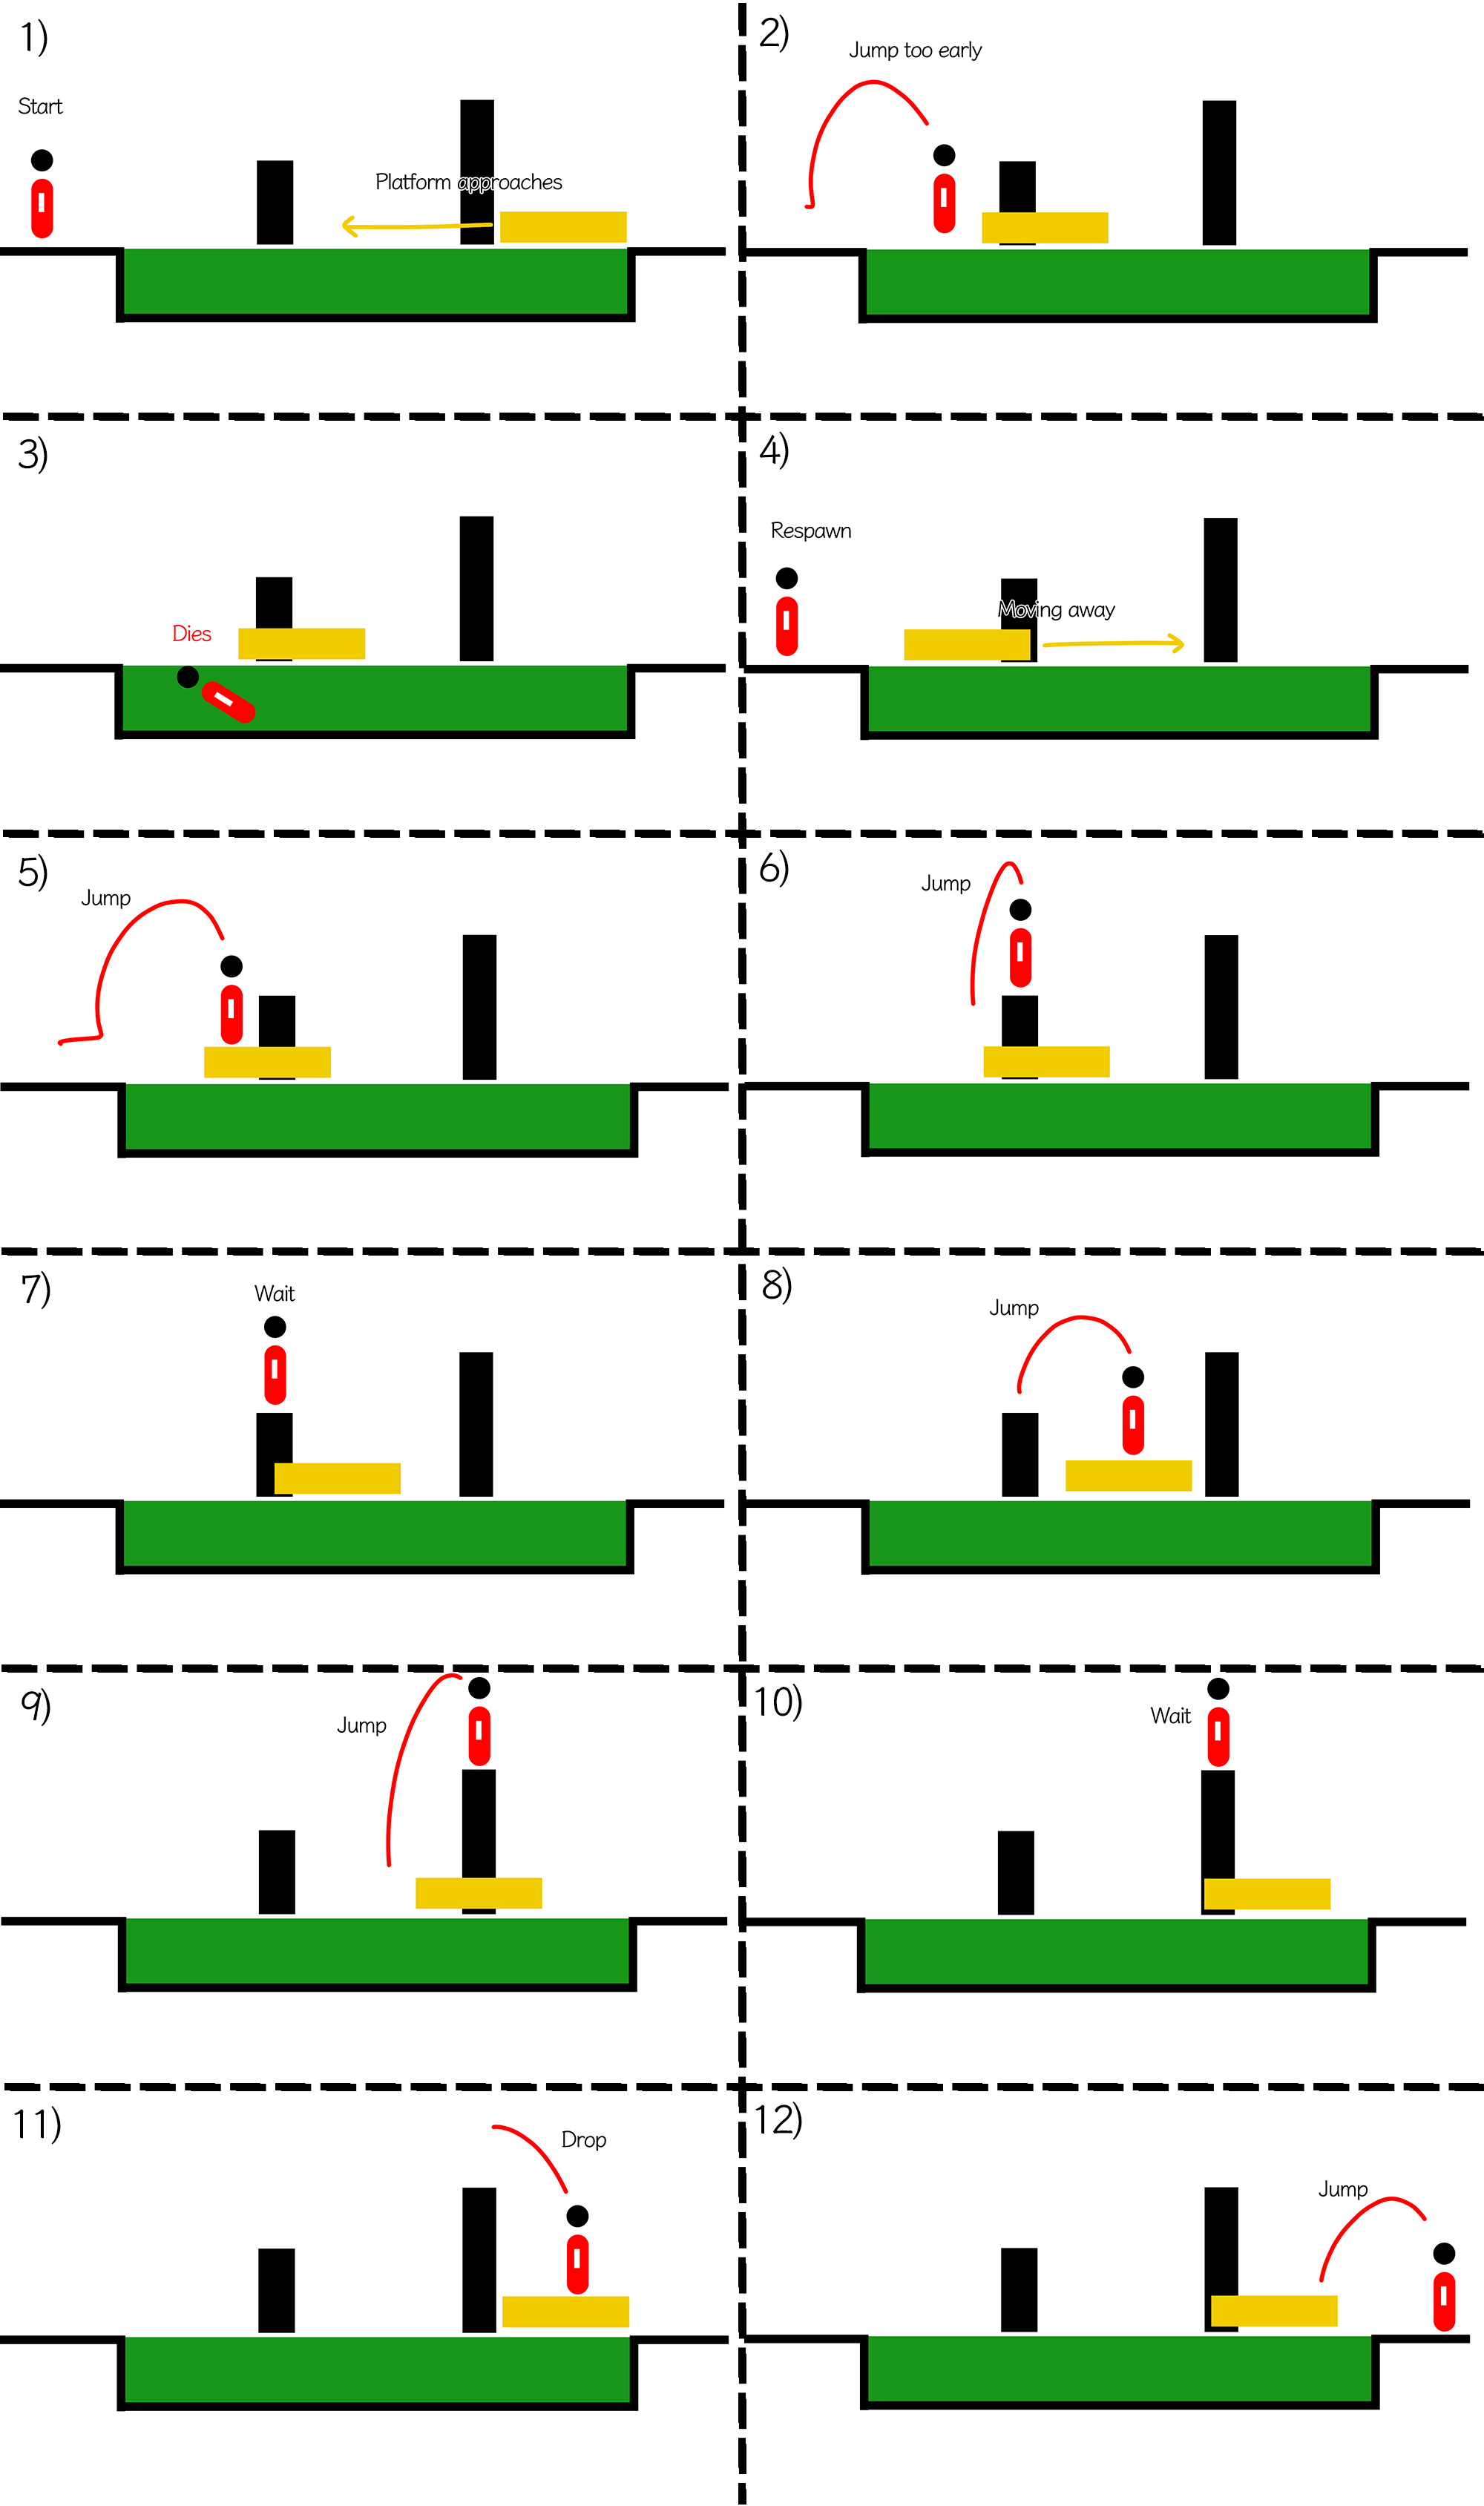 1)
Start
Platform approaches
2)
Jump too early
3)
Dies
4)
Respawn
Moving away
5)
Jump
6)
Jump
7)
Wait
8)
Jump
9)
Jump
10)
Wait
11)
Drop
12)
Jump